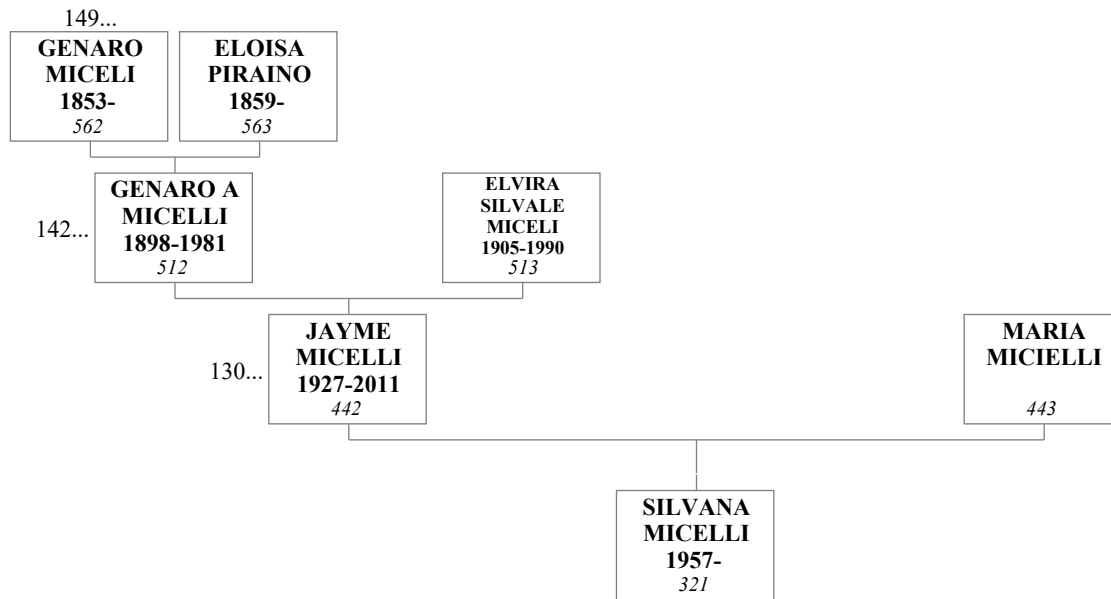 149...
GENARO
MICELI
1853-
562
ELOISA
PIRAINO
1859-
563
142...
GENARO A
MICELLI
1898-1981
512
ELVIRA
SILVALE
MICELI
1905-1990
513
130...
JAYME
MICELLI
1927-2011
442
MARIA
MICIELLI
443
SILVANA
MICELLI
1957-
321